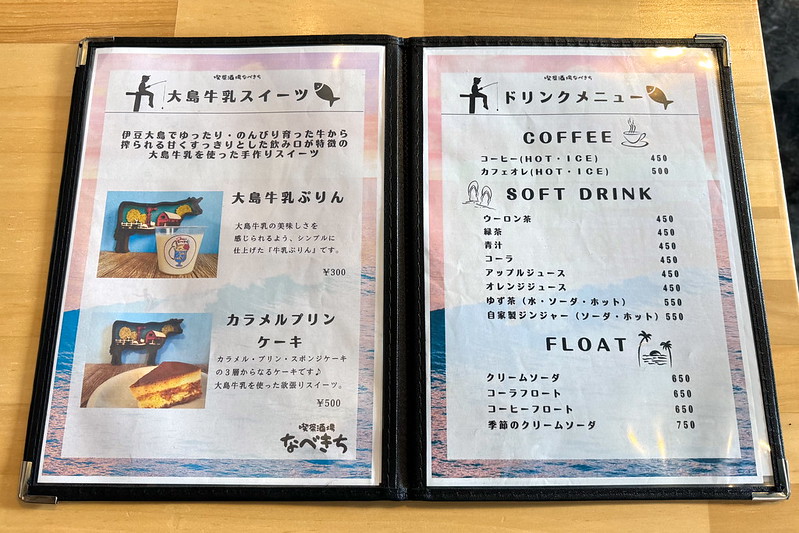 喫茶酒場なべきち
大島牛乳スイーツ
伊豆大島でゆったり・のんびり育った牛から
搾られる甘くすっきりとした飲み口が特徴の
大島牛乳を使った手作りスイーツ
大島牛乳ぷりん
大島牛乳の美味しさを
感じられるよう、シンプルに
仕上げた『牛乳ぷりん』です。
¥300
カラメルプリン
ケーキ
カラメル・プリン・スポンジケーキ
の3層からなるケーキです♪
大島牛乳を使った欲張りスイーツ。
¥500
喫茶酒場
なべきち
喫茶酒場なべきち
ドリンクメニュー
COFFEE
コーヒー(HOT・ICE) 450
カフェオレ(HOT・ICE) 500
SOFT DRINK
ウーロン茶 450
緑茶 450
青汁 450
コーラ 450
アップルジュース 450
オレンジジュース 450
ゆず茶（水・ソーダ・ホット） 550
自家製ジンジャー（ソーダ・ホット）550
FLOAT
クリームソーダ 650
コーラフロート 650
コーヒーフロート 650
季節のクリームソーダ 750